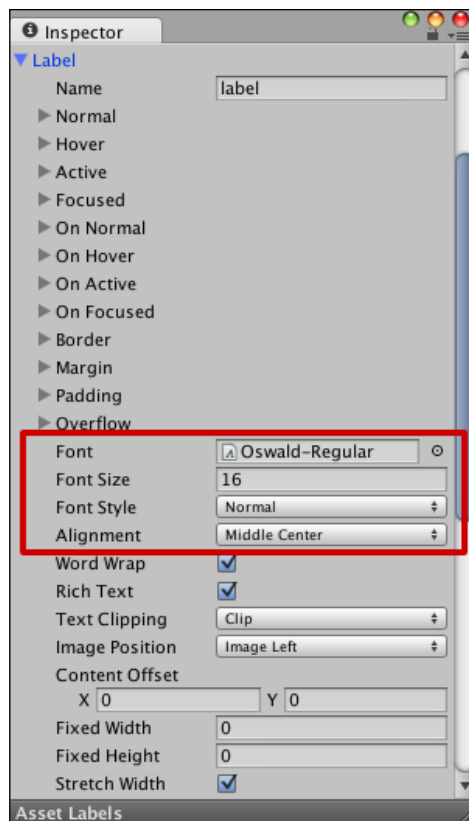 Inspector
Label
Name label
Normal
Hover
Active
Focused
On Normal
On Hover
On Active
On Focused
Border
Margin
Padding
Overflow
Font Oswald-Regular
Font Size 16
Font Style Normal
Alignment Middle Center
Word Wrap
Rich Text
Text Clipping Clip
Image Position Image Left
Content Offset
X 0 Y 0
Fixed Width 0
Fixed Height 0
Stretch Width
Asset Labels